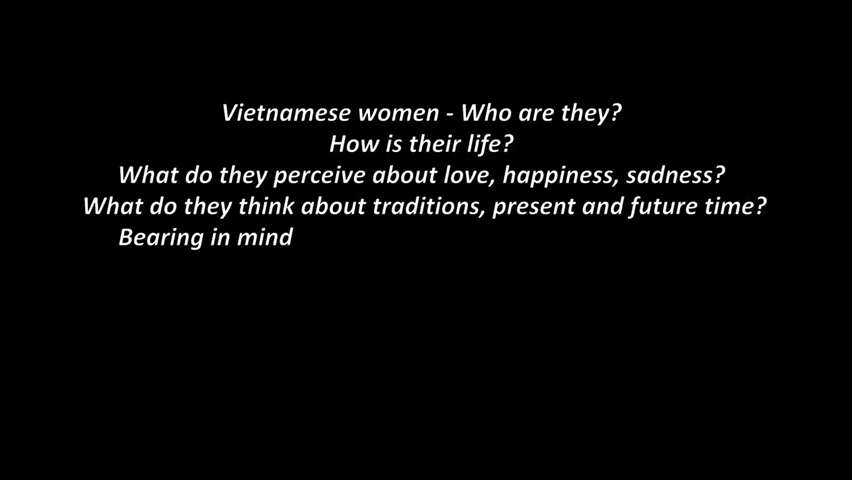 Vietnamese women - Who are they?
How is their life?
What do they perceive about love, happiness, sadness?
What do they think about traditions, present and future time?
Bearing in mind